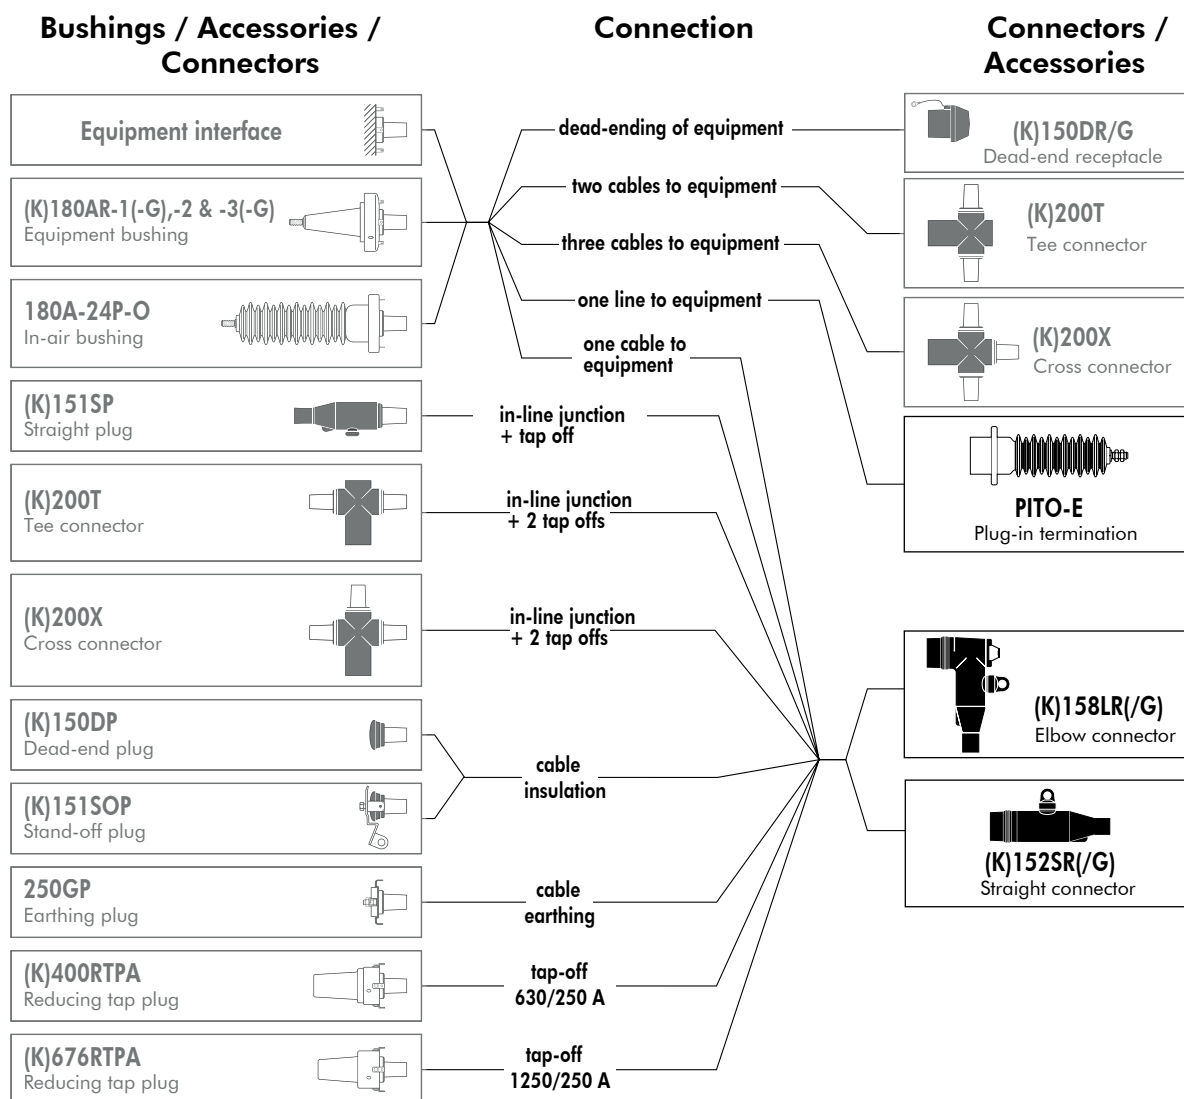 Bushings / Accessories /
Connectors
Connection
Connectors /
Accessories
Equipment interface
(K)180AR-1(-G),-2 & -3(-G)
Equipment bushing
180A-24P-O
In-air bushing
(K)151SP
Straight plug
(K)200T
Tee connector
(K)200X
Cross connector
(K)150DP
Dead-end plug
(K)151SOP
Stand-off plug
250GP
Earthing plug
(K)400RTPA
Reducing tap plug
(K)676RTPA
Reducing tap plug
dead-ending of equipment
two cables to equipment
three cables to equipment
one line to equipment
one cable to
equipment
in-line junction
+ tap off
in-line junction
+ 2 tap offs
in-line junction
+ 2 tap offs
cable
insulation
cable
earthing
tap-off
630/250 A
tap-off
1250/250 A
(K)150DR/G
Dead-end receptacle
(K)200T
Tee connector
(K)200X
Cross connector
PITO-E
Plug-in termination
(K)158LR(/G)
Elbow connector
(K)152SR(/G)
Straight connector